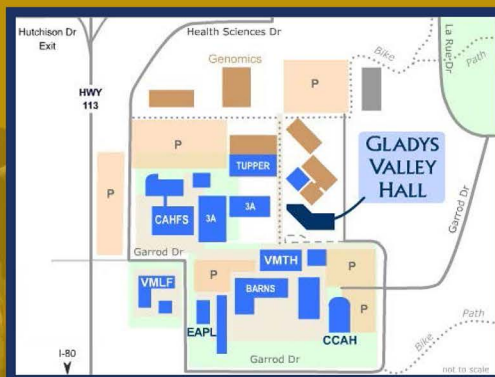 Hutchison Dr
Exit
Health Sciences Dr
La Rue Dr
Bike
Path
Genomics
HWY
113
P
P
P
TUPPER
GLADYS
VALLEY
HALL
CAHFS
3A
3A
Garrod Dr
Garrod Dr
VMTH
P
P
VMLF
BARNS
P
EAPL
CCAH
I-80
Garrod Dr
Bike
Path
not to scale